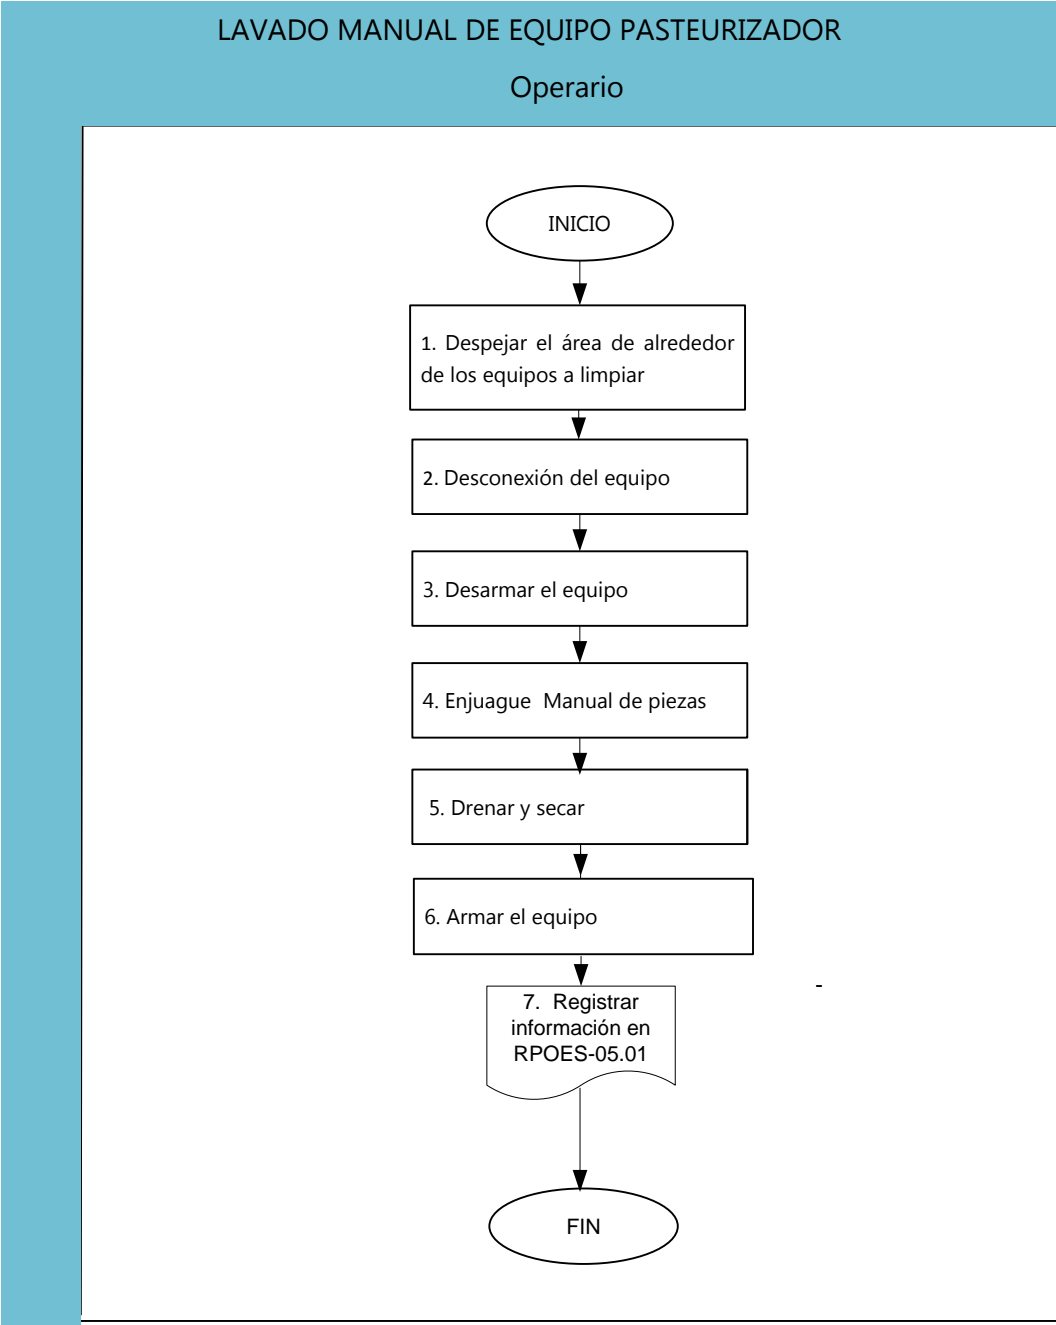 LAVADO MANUAL DE EQUIPO PASTEURIZADOR
Operario
INICIO
1. Despejar el área de alrededor
de los equipos a limpiar
2. Desconexión del equipo
3. Desarmar el equipo
4. Enjuague  Manual de piezas
5. Drenar y secar
6. Armar el equipo
-
7.  Registrar
información en
RPOES-05.01
FIN